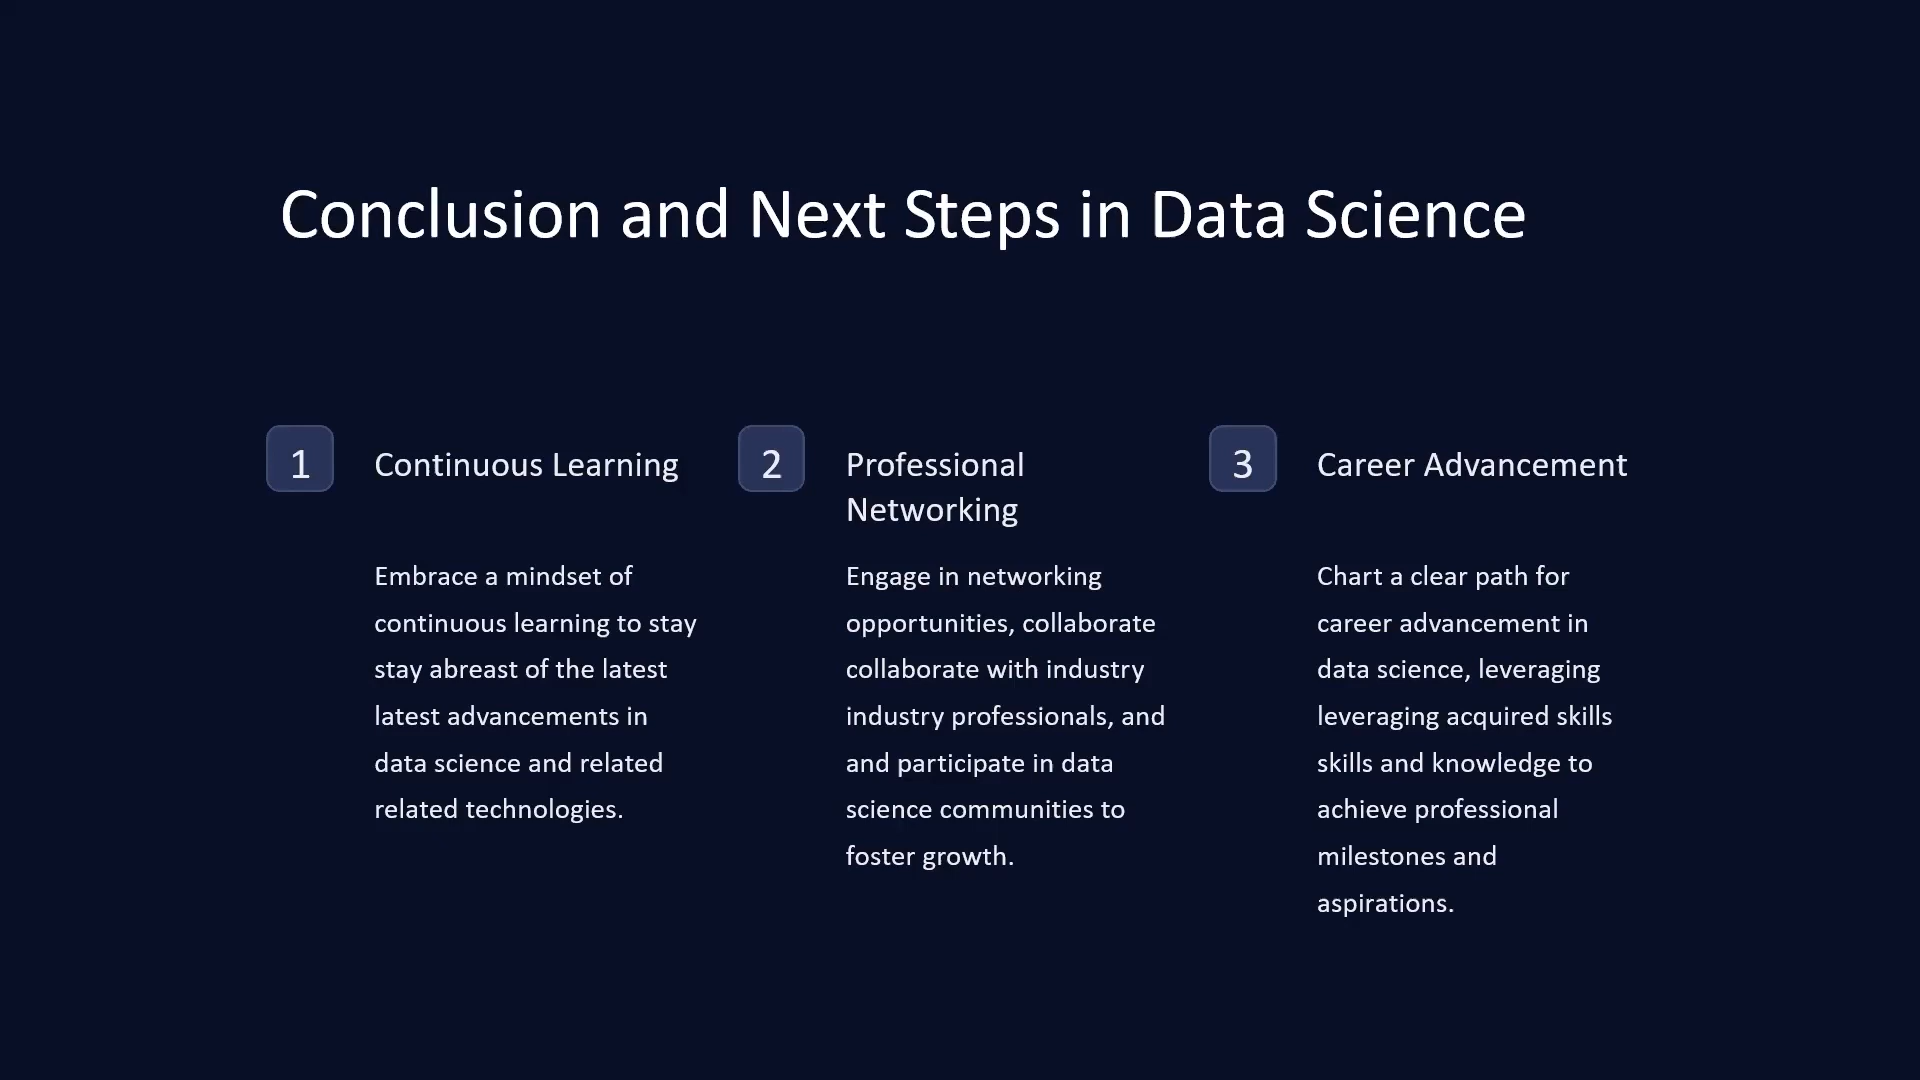 Conclusion and Next Steps in Data Science
1
Continuous Learning
Embrace a mindset of
continuous learning to stay
stay abreast of the latest
latest advancements in
data science and related
related technologies.
2
Professional
Networking
Engage in networking
opportunities, collaborate
collaborate with industry
industry professionals, and
and participate in data
science communities to
foster growth.
3
Career Advancement
Chart a clear path for
career advancement in
data science, leveraging
leveraging acquired skills
skills and knowledge to
achieve professional
milestones and
aspirations.